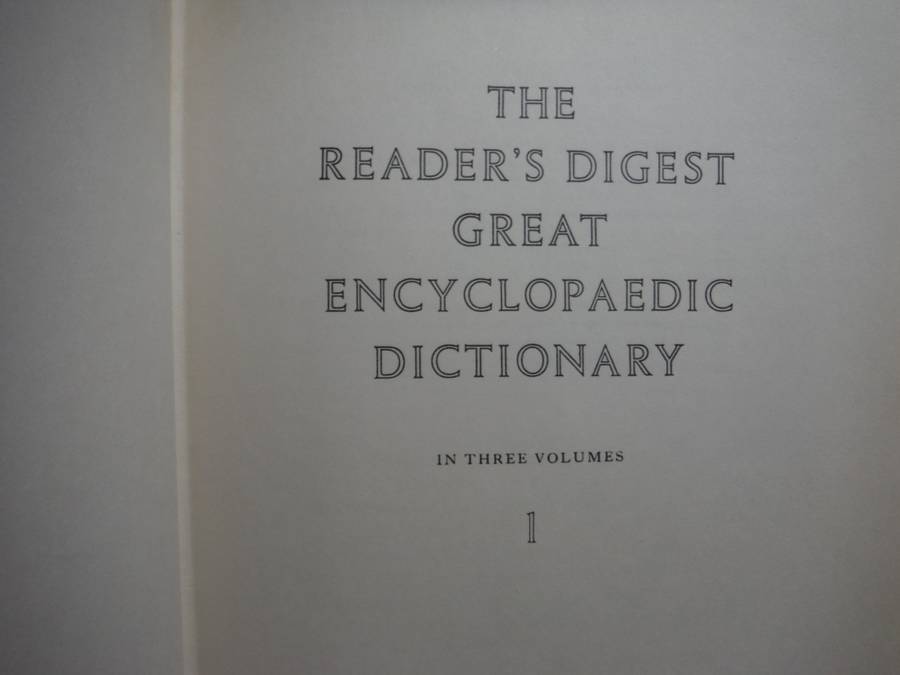 THE
READER'S DIGEST
GREAT
ENCYCLOPAEDIC
DICTIONARY
IN THREE VOLUMES
1